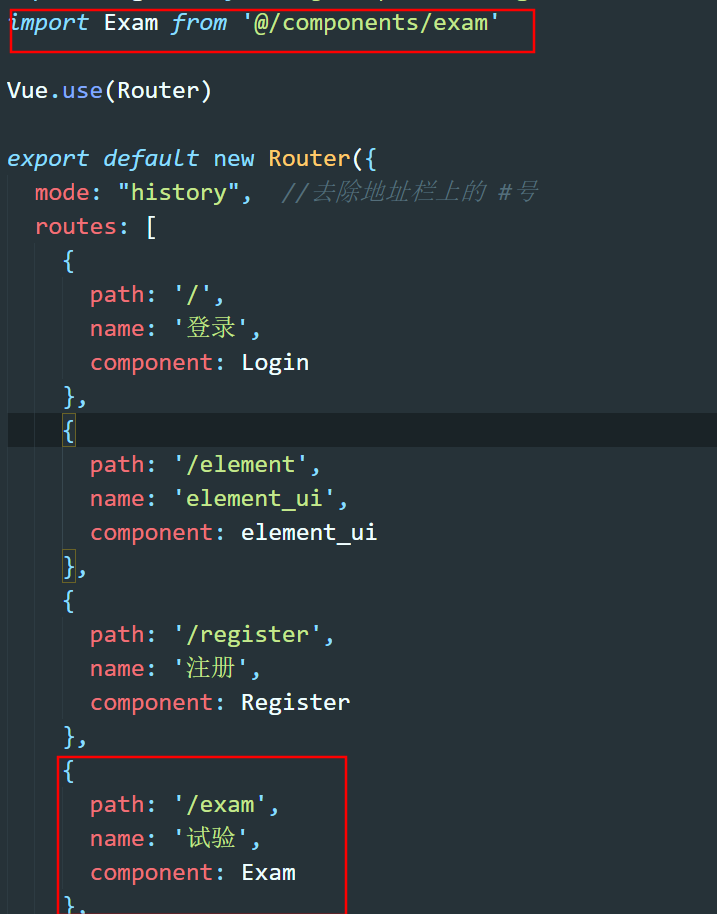 import Exam from '@/components/exam'
Vue.use(Router)
export default new Router({
mode: "history", //去除地址栏上的 #号
routes: [
{
path: '/',
name: '登录',
component: Login
},
{
path: '/element',
name: 'element_ui',
component: element_ui
},
{
path: '/register',
name: '注册',
component: Register
},
{
path: '/exam',
name: '试验',
component: Exam
},